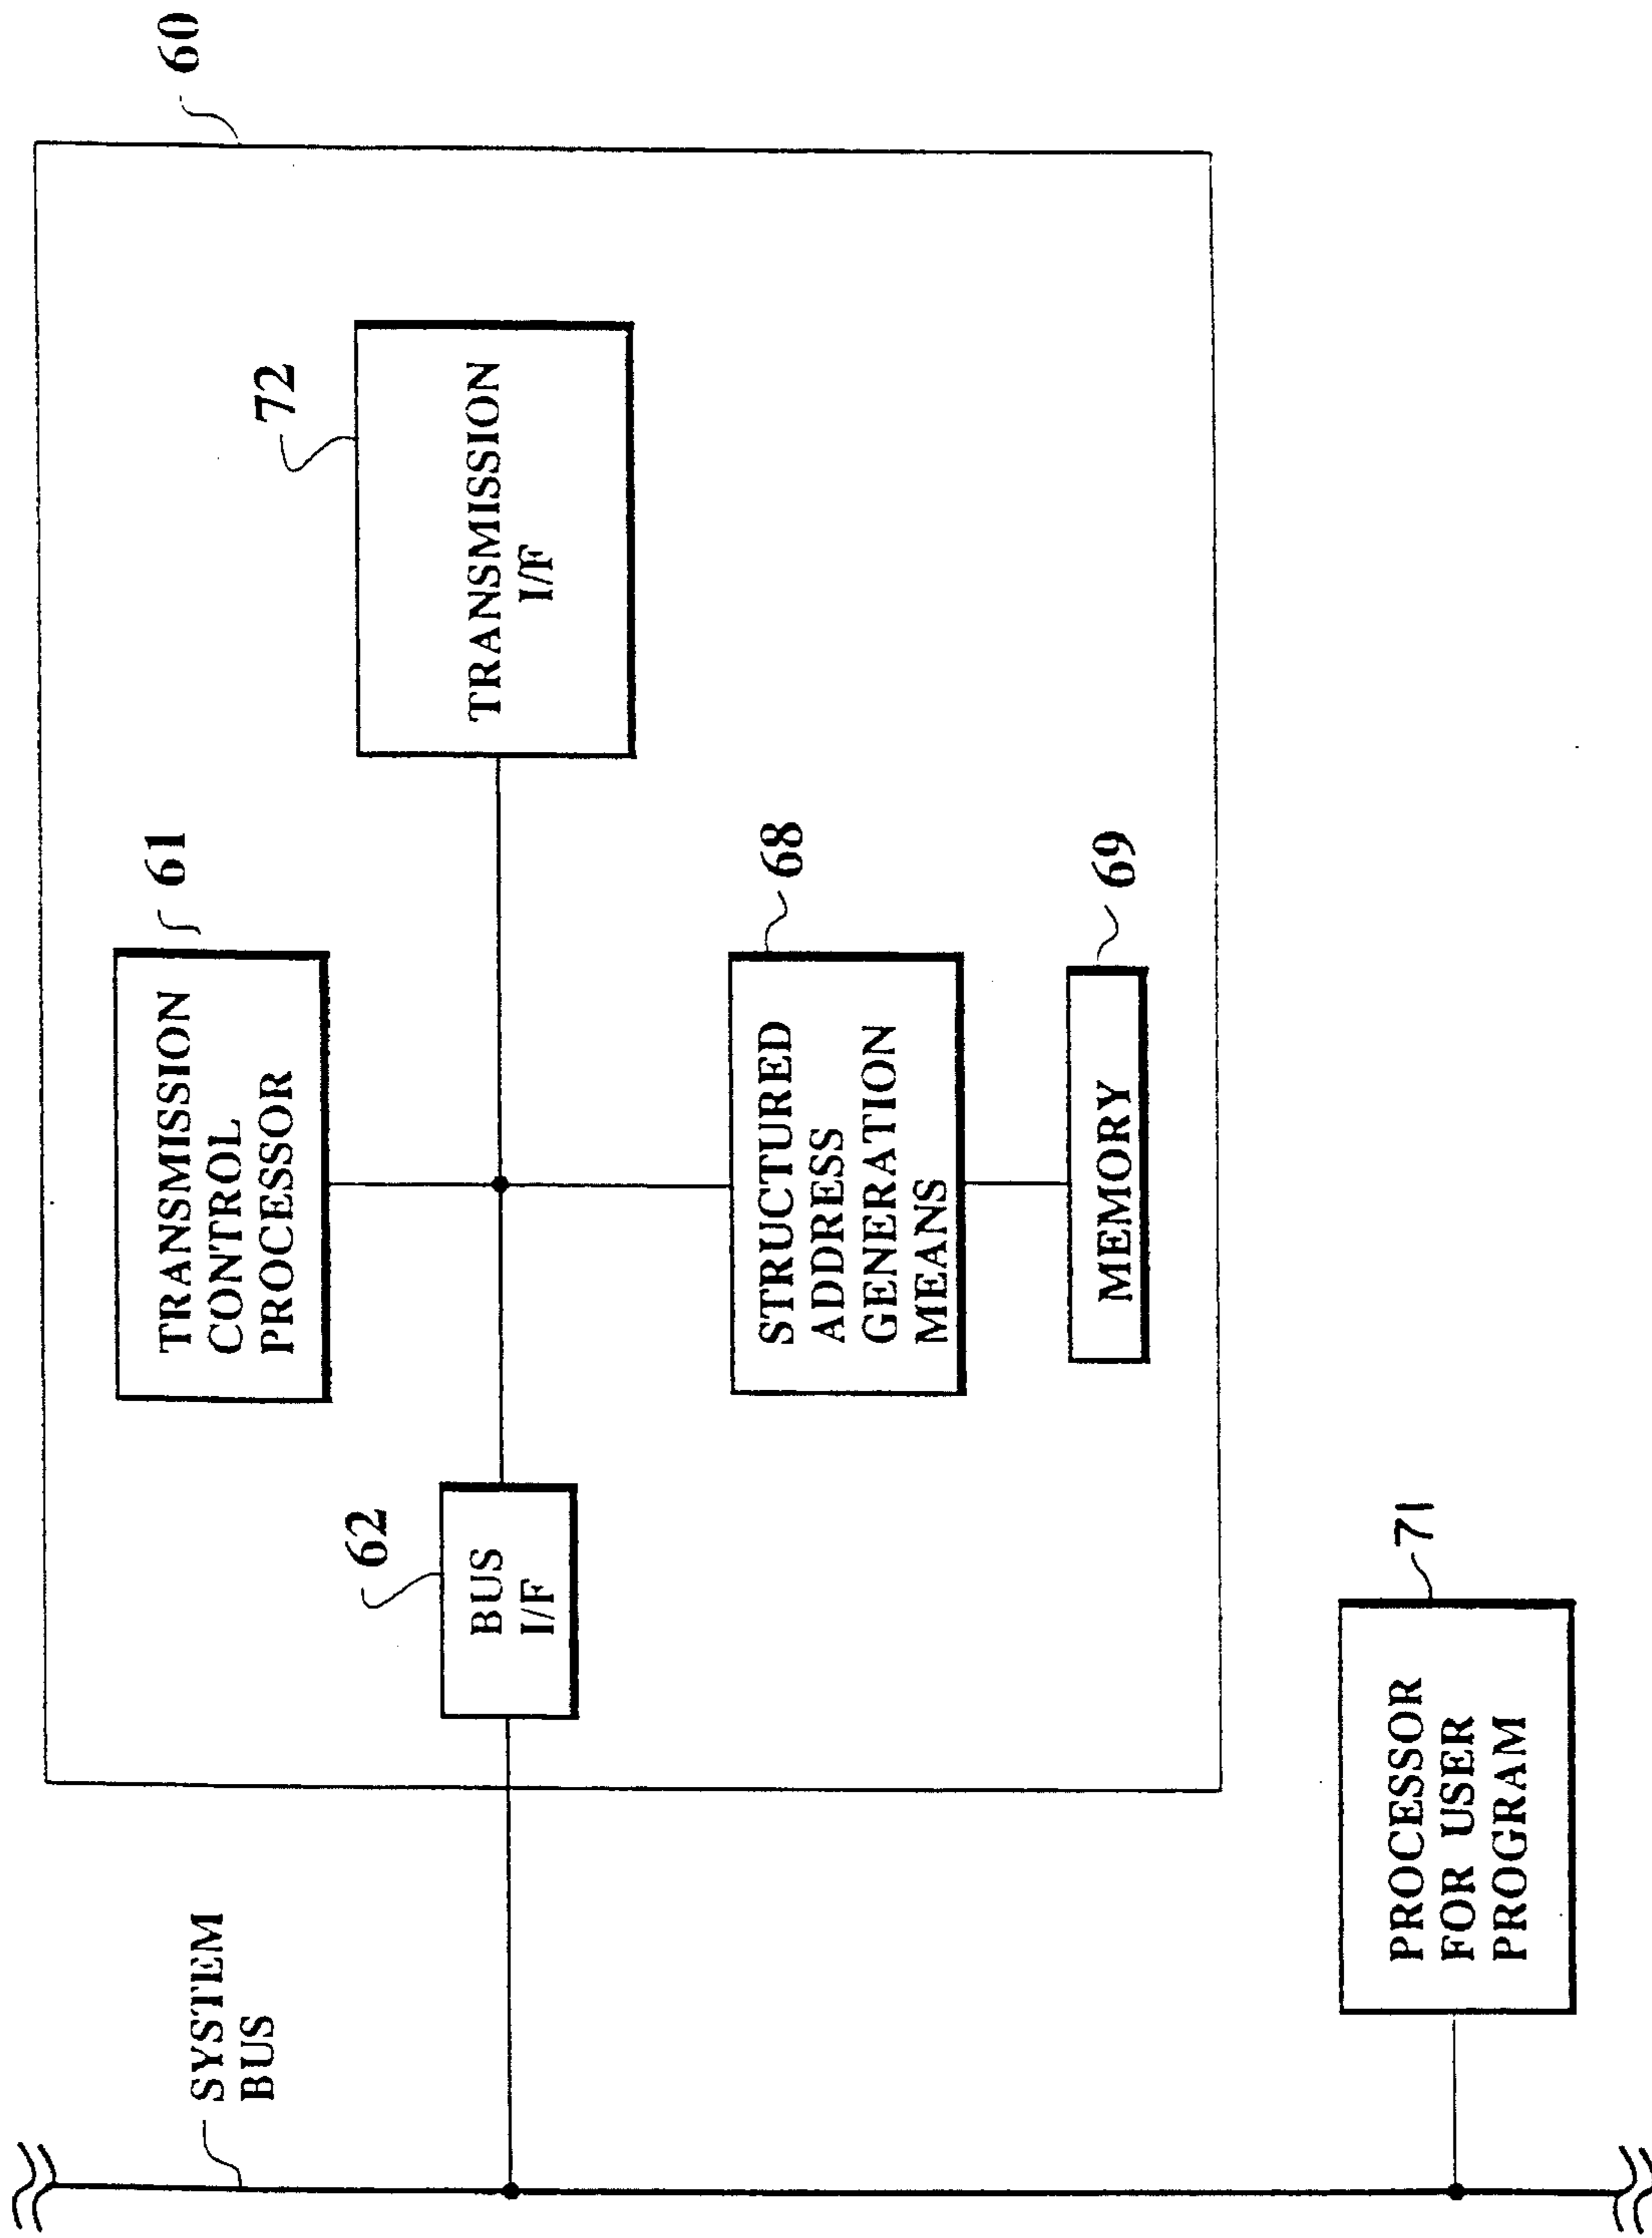 60
61
TRANSMISSION
CONTROL
PROCESSOR
72
TRANSMISSION
I/F
62
BUS
I/F
68
STRUCTURED
ADDRESS
GENERATION
MEANS
69
MEMORY
SYSTEM
BUS
71
PROCESSOR
FOR USER
PROGRAM